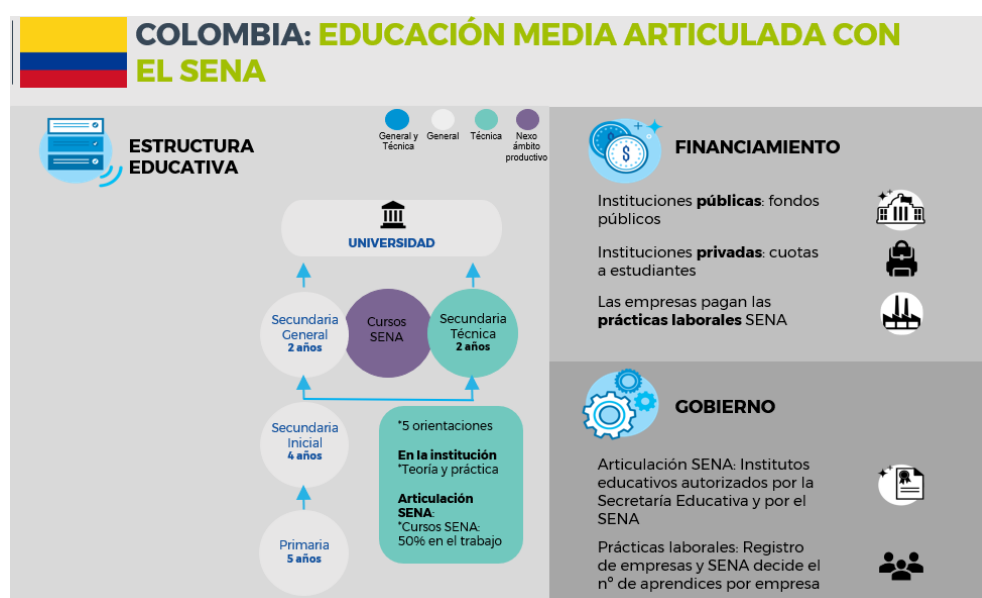 COLOMBIA: EDUCACIÓN MEDIA ARTICULADA CON
EL SENA
ESTRUCTURA
EDUCATIVA
General y
Técnica
General
Técnica
Nexo
ámbito
productivo
UNIVERSIDAD
Secundaria
General
2 años
Cursos
SENA
Secundaria
Técnica
2 años
Secundaria
Inicial
4 años
Primaria
5 años
*5 orientaciones
En la institución
*Teoría y práctica
Articulación
SENA:
*Cursos SENA:
50% en el trabajo
FINANCIAMIENTO
Instituciones públicas: fondos
públicos
Instituciones privadas: cuotas
a estudiantes
Las empresas pagan las
prácticas laborales SENA
GOBIERNO
Articulación SENA: Institutos
educativos autorizados por la
Secretaría Educativa y por el
SENA
Prácticas laborales: Registro
de empresas y SENA decide el
nº de aprendices por empresa